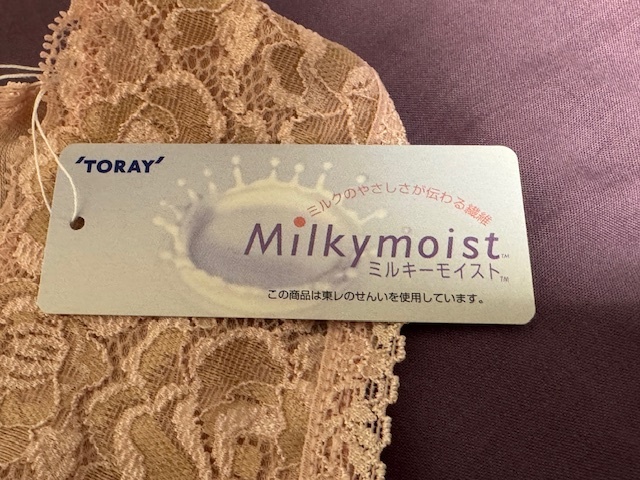 'TORAY'
ミルクのやさしさが伝わる繊維
Milkymoist™
ミルキーモイスト™
この商品は東レのせんいを使用しています。